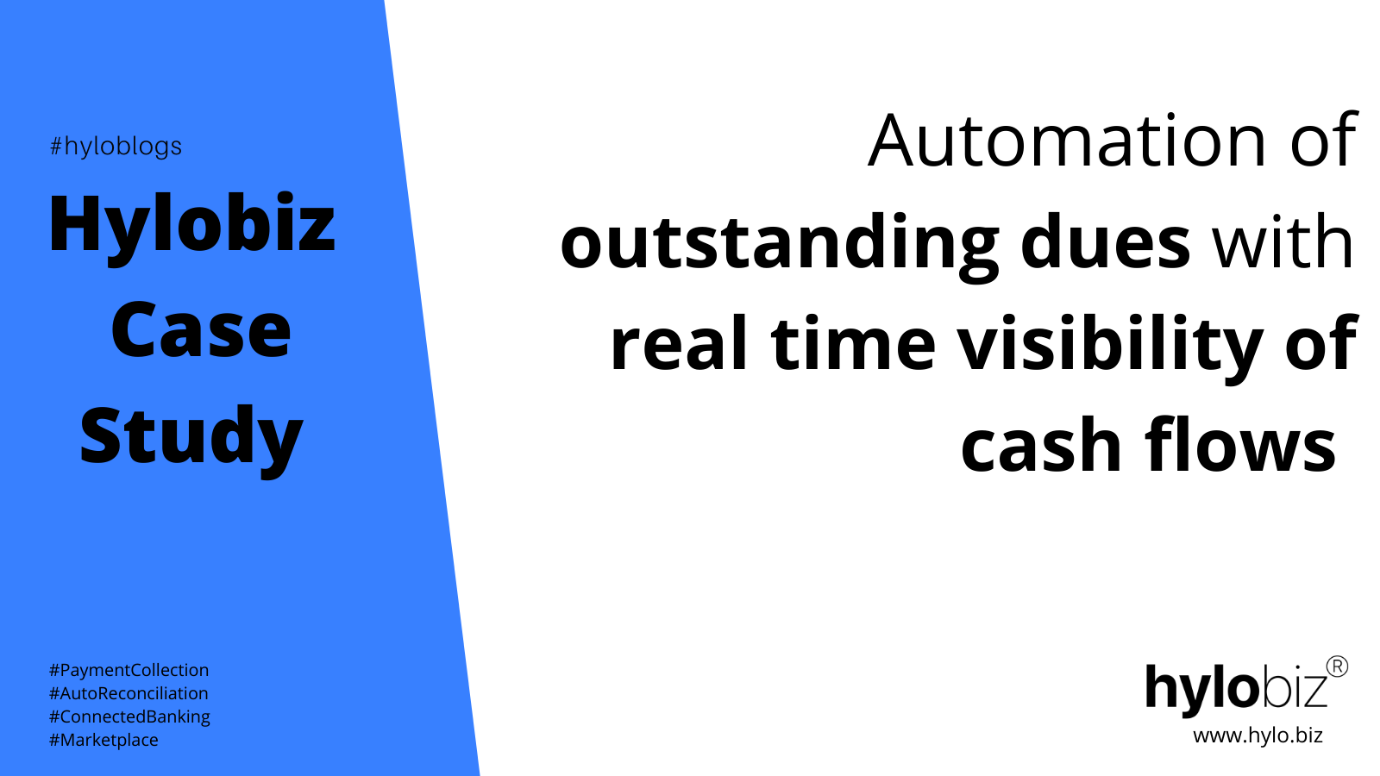 #hyloblogs
Hylobiz
Case
Study
#PaymentCollection
#AutoReconciliation
#ConnectedBanking
#Marketplace
Automation of
outstanding dues with
real time visibility of
cash flows
hylobiz®
www.hylo.biz